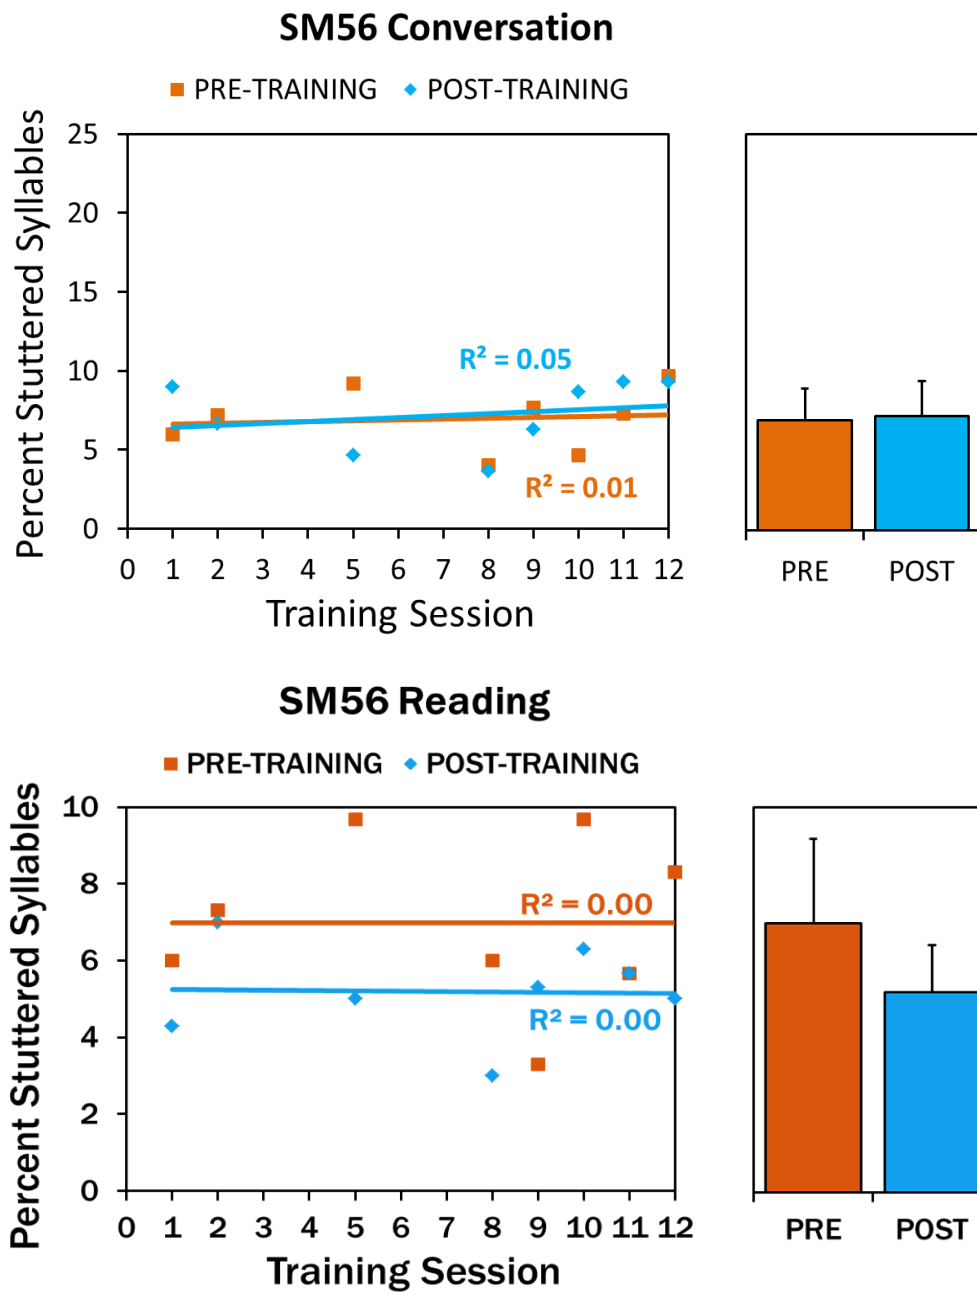 SM56 Conversation
PRE-TRAINING POST-TRAINING
Percent Stuttered Syllables
25
20
15
10
5
0
R² = 0.05
R² = 0.01
0 1 2 3 4 5 6 7 8 9 10 11 12
Training Session
PRE POST
SM56 Reading
PRE-TRAINING POST-TRAINING
Percent Stuttered Syllables
10
8
6
4
2
0
R² = 0.00
R² = 0.00
0 1 2 3 4 5 6 7 8 9 10 11 12
Training Session
PRE POST